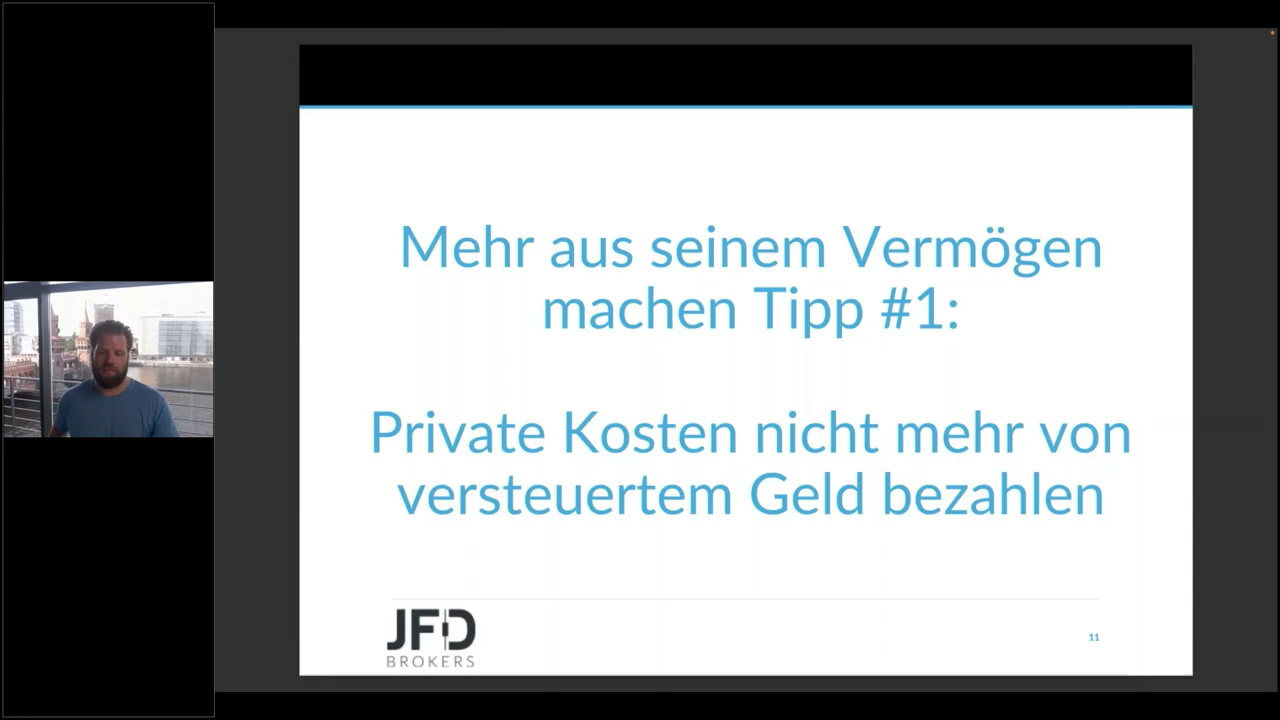 Mehr aus seinem Vermögen
machen Tipp #1:
Private Kosten nicht mehr von
versteuertem Geld bezahlen
JFD
BROKERS
11